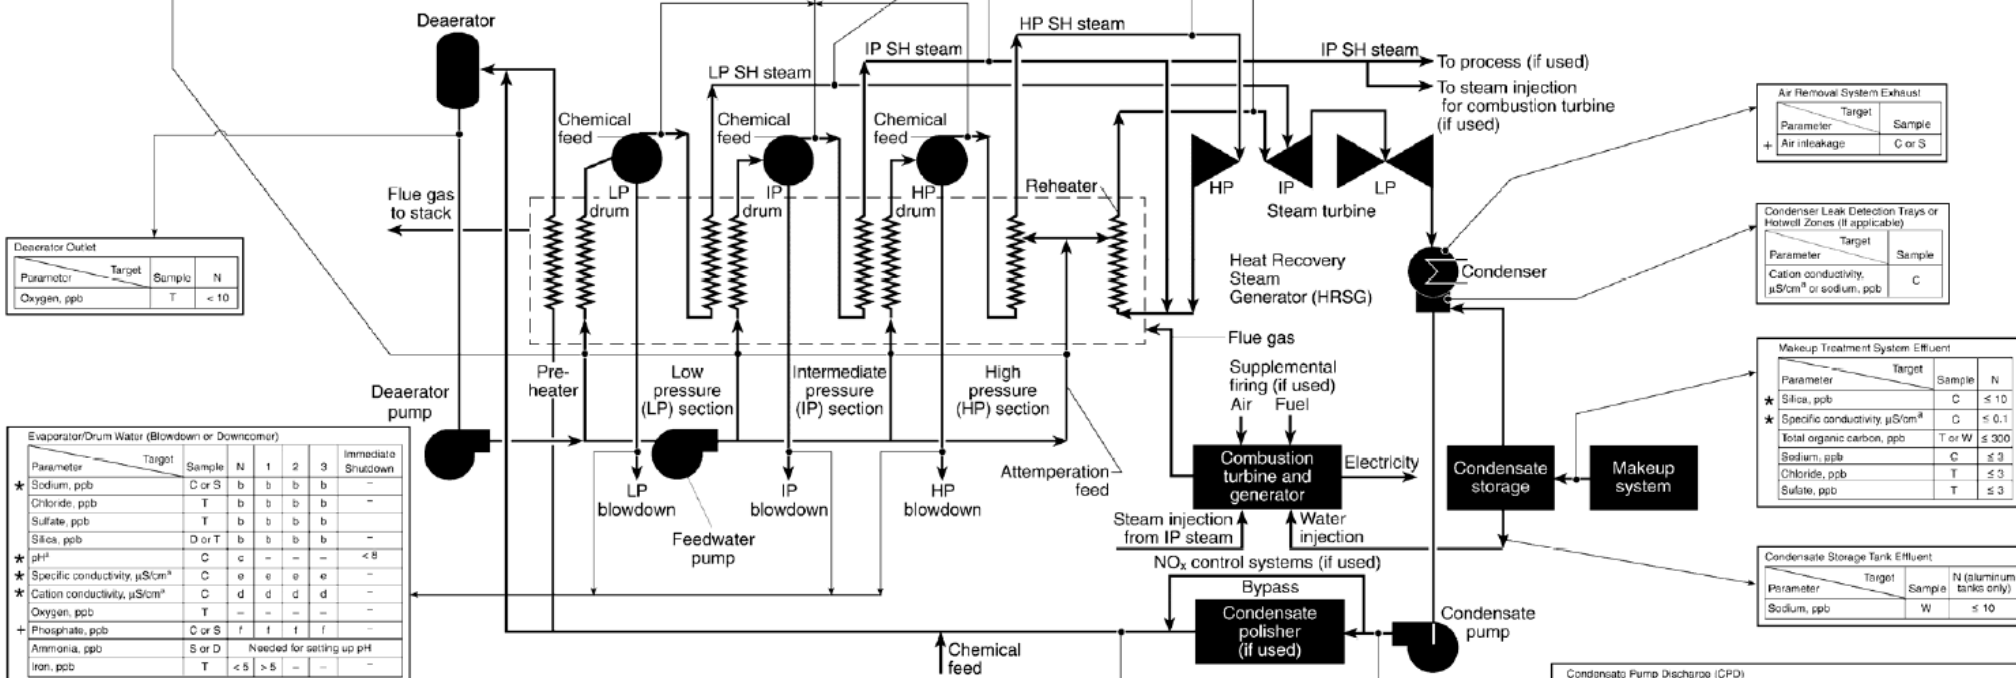 Deaerator
HP SH steam
IP SH steam
IP SH steam
LP SH steam
To process (if used)
To steam injection
for combustion turbine
(if used)
Chemical
feed
Chemical
feed
Chemical
feed
LP
drum
IP
drum
HP
drum
Reheater
HP
IP
LP
Steam turbine
Flue gas
to stack
Condenser
Heat Recovery
Steam
Generator (HRSG)
Flue gas
Supplemental
firing (if used)
Air
Fuel
Pre-
heater
Low
pressure
(LP) section
Intermediate
pressure
(IP) section
High
pressure
(HP) section
Deaerator
pump
Attemperation
feed
LP
blowdown
IP
blowdown
HP
blowdown
Feedwater
pump
Combustion
turbine and
generator
Electricity
Condensate
storage
Makeup
system
Steam injection
from IP steam
Water
injection
NOx control systems (if used)
Bypass
Condensate
polisher
(if used)
Condensate
pump
Chemical
feed
Deaerator Outlet
Target
Parameter Sample N
Oxygen, ppb T < 10
Evaporator/Drum Water (Blowdown or Downcomer)
Target
Parameter Sample N 1 2 3 Immediate Shutdown
* Sodium, ppb C or S b b b b –
Chloride, ppb T b b b b –
Sulfate, ppb T b b b b
Silica, ppb D or T b b b b –
* pHª C c – – – < 8
* Specific conductivity, µS/cmª C e e e e –
* Cation conductivity, µS/cmª C d d d d –
Oxygen, ppb T – – – – –
+ Phosphate, ppb C or S f f f f –
Ammonia, ppb S or D Needed for setting up pH
Iron, ppb T < 5 > 5 – – –
Air Removal System Exhaust
Target
Parameter Sample
+ Air inleakage C or S
Condenser Leak Detection Trays or
Hotwell Zones (If applicable)
Target
Parameter Sample
Cation conductivity,
µS/cmª or sodium, ppb C
Makeup Treatment System Effluent
Target
Parameter Sample N
* Silica, ppb C ≤ 10
* Specific conductivity, µS/cmª C ≤ 0.1
Total organic carbon, ppb T or W ≤ 300
Sodium, ppb C ≤ 3
Chloride, ppb T ≤ 3
Sulfate, ppb T ≤ 3
Condensate Storage Tank Effluent
Target
Parameter Sample N (aluminum tanks only)
Sodium, ppb W ≤ 10
Condensate Pump Discharge (CPD)